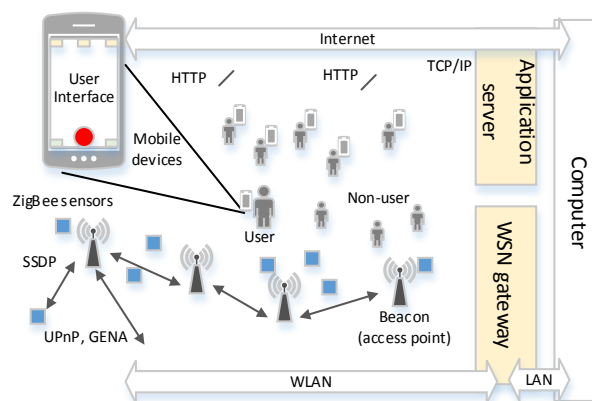 Internet
User
Interface
HTTP
HTTP
TCP/IP
Application
server
Mobile
devices
Computer
ZigBee sensors
Non-user
User
SSDP
WSN gateway
UPnP, GENA
Beacon
(access point)
WLAN
LAN